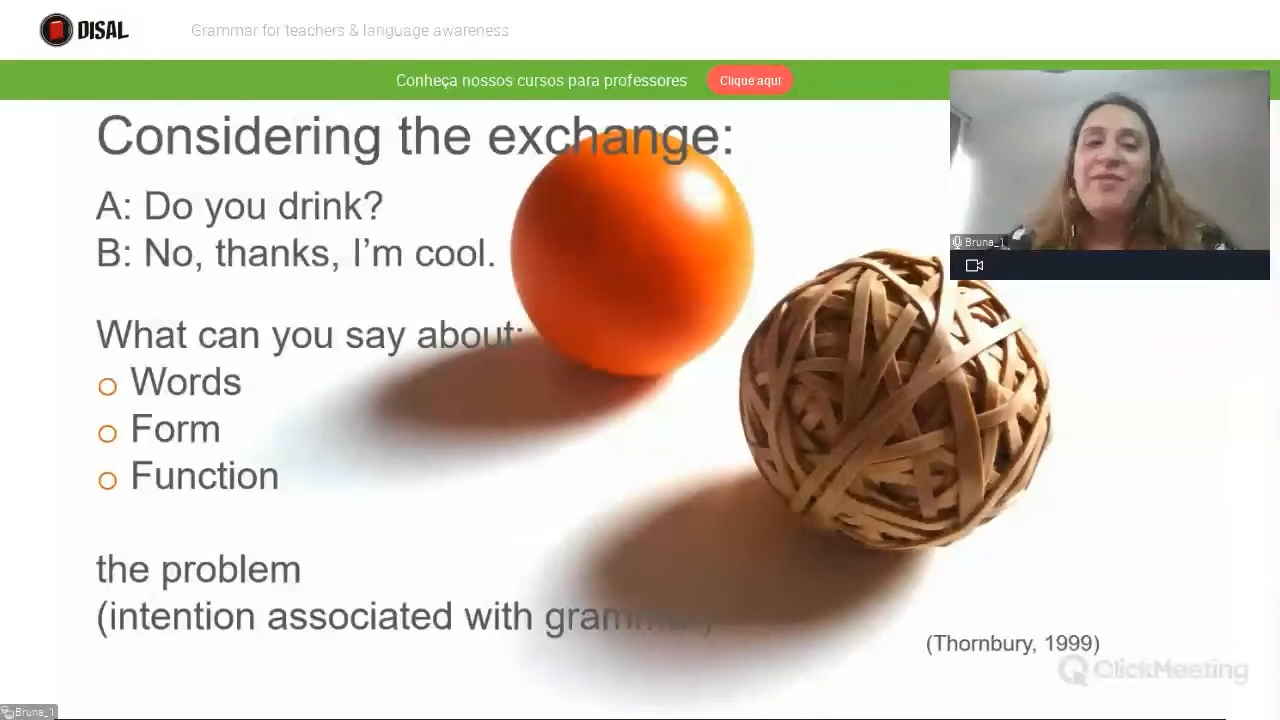 DISAL
Grammar for teachers & language awareness
Conheça nossos cursos para professores
Clique aqui
Considering the exchange:
A: Do you drink?
B: No, thanks, I'm cool.
What can you say about:
Words
Form
Function
the problem
(intention associated with grammar)
(Thornbury, 1999)
ClickMeeting
Bruna_1
Bruna_1